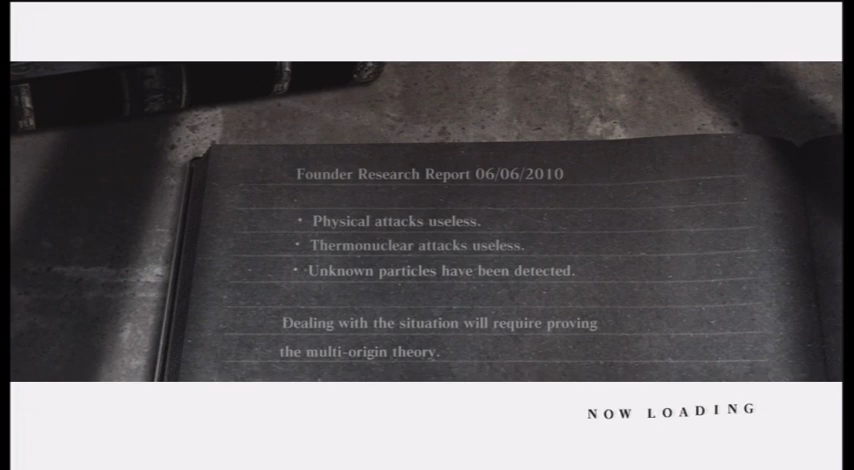 Founder Research Report 06/06/2010
• Physical attacks useless.
• Thermonuclear attacks useless.
• Unknown particles have been detected.
Dealing with the situation will require proving
the multi-origin theory.
NOW LOADING